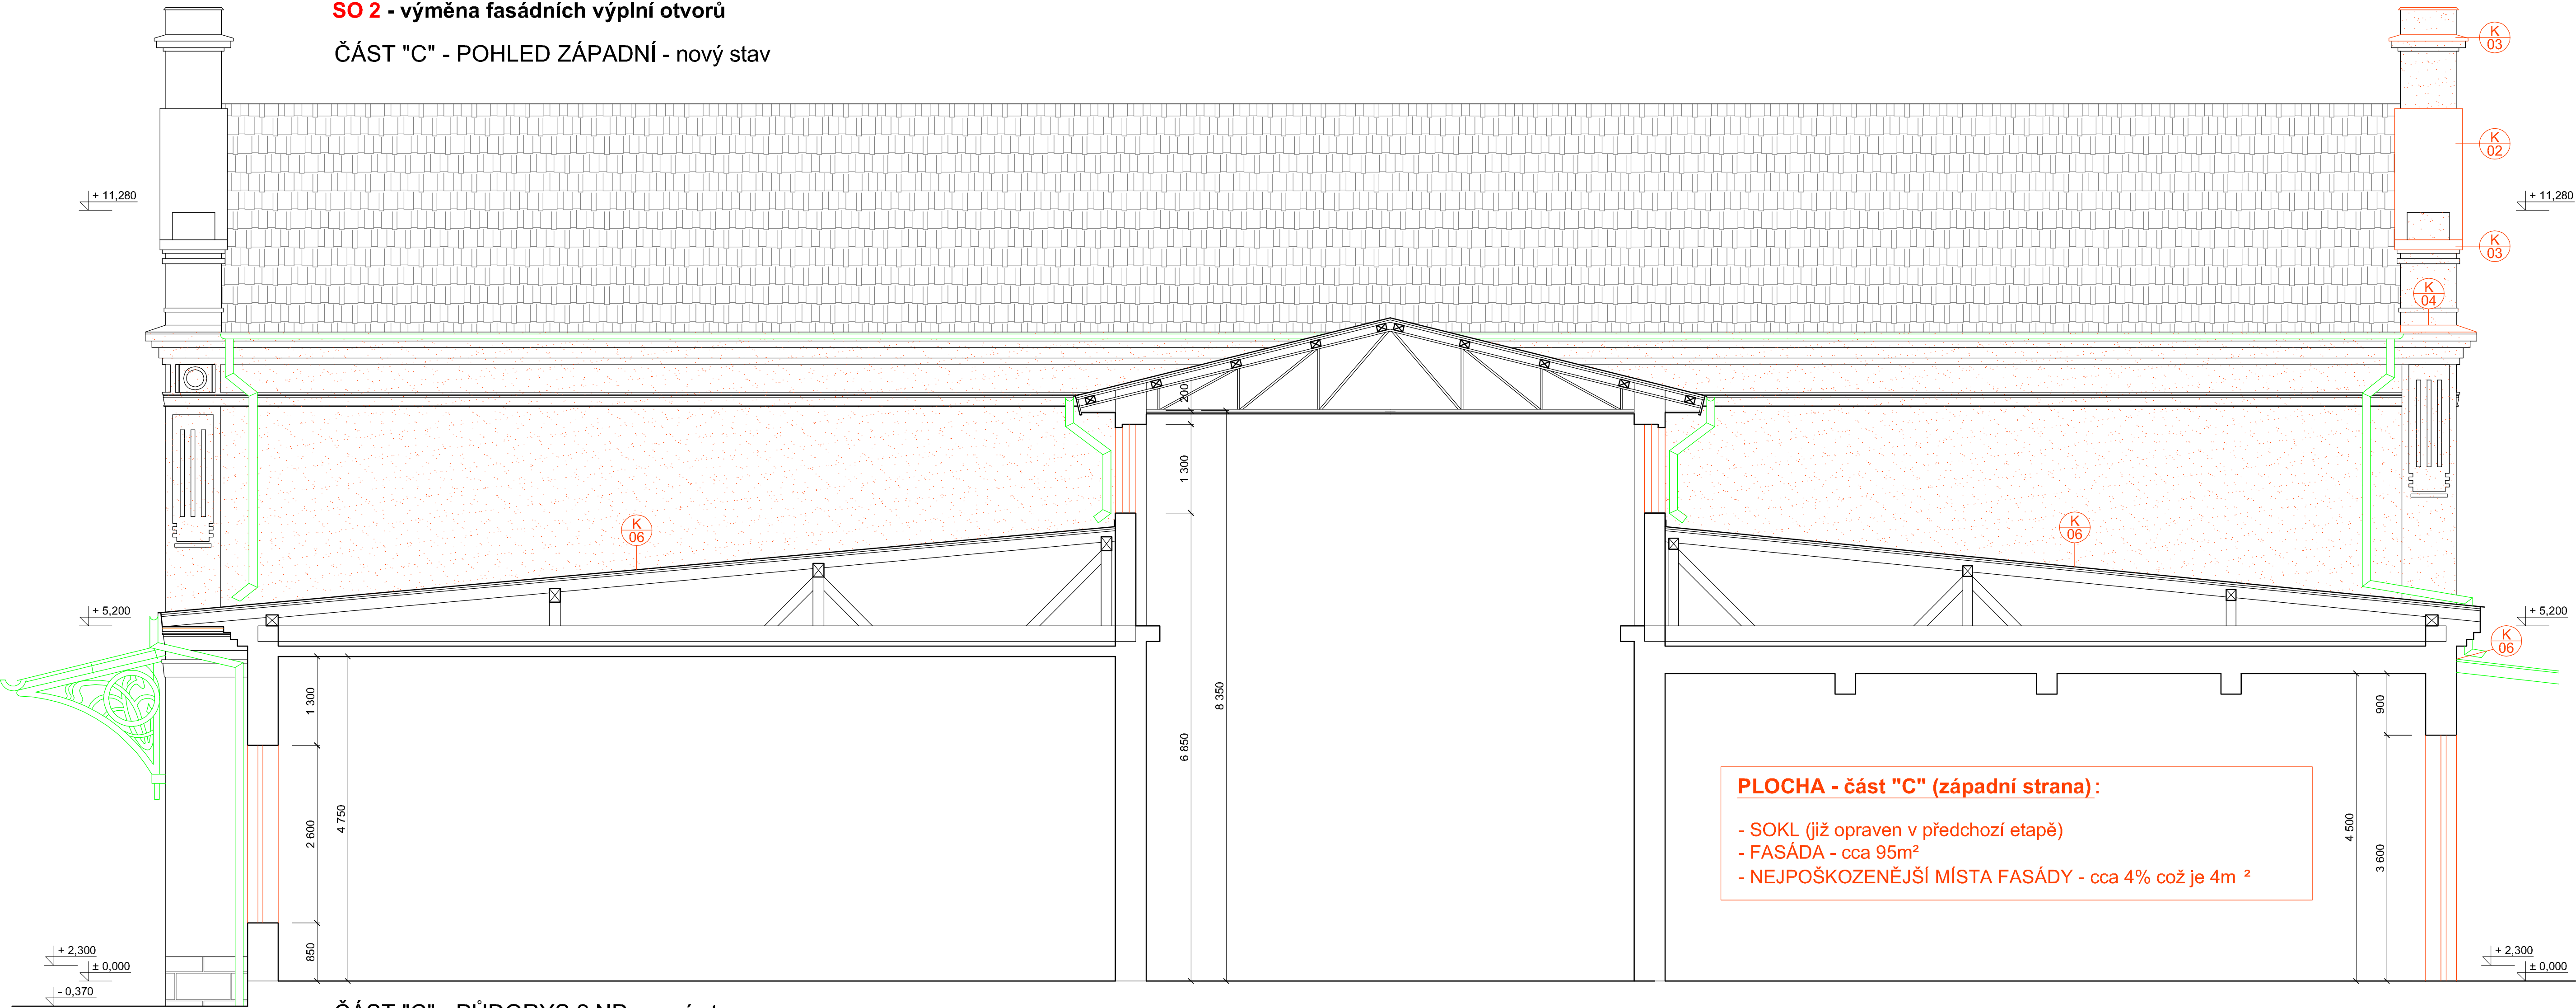 SO 2 - výměna fasádních výplní otvorů
ČÁST "C" - POHLED ZÁPADNÍ - nový stav
K
03
K
02
+ 11,280
+ 11,280
K
03
K
04
200
1 300
K
06
K
06
+ 5,200
+ 5,200
K
06
1 300
8 350
900
6 850
PLOCHA - část "C" (západní strana):
- SOKL (již opraven v předchozí etapě)
- FASÁDA - cca 95m²
- NEJPOŠKOZENĚJŠÍ MÍSTA FASÁDY - cca 4% což je 4m ²
2 600
4 750
4 500
3 600
850
+ 2,300
± 0,000
- 0,370
+ 2,300
± 0,000